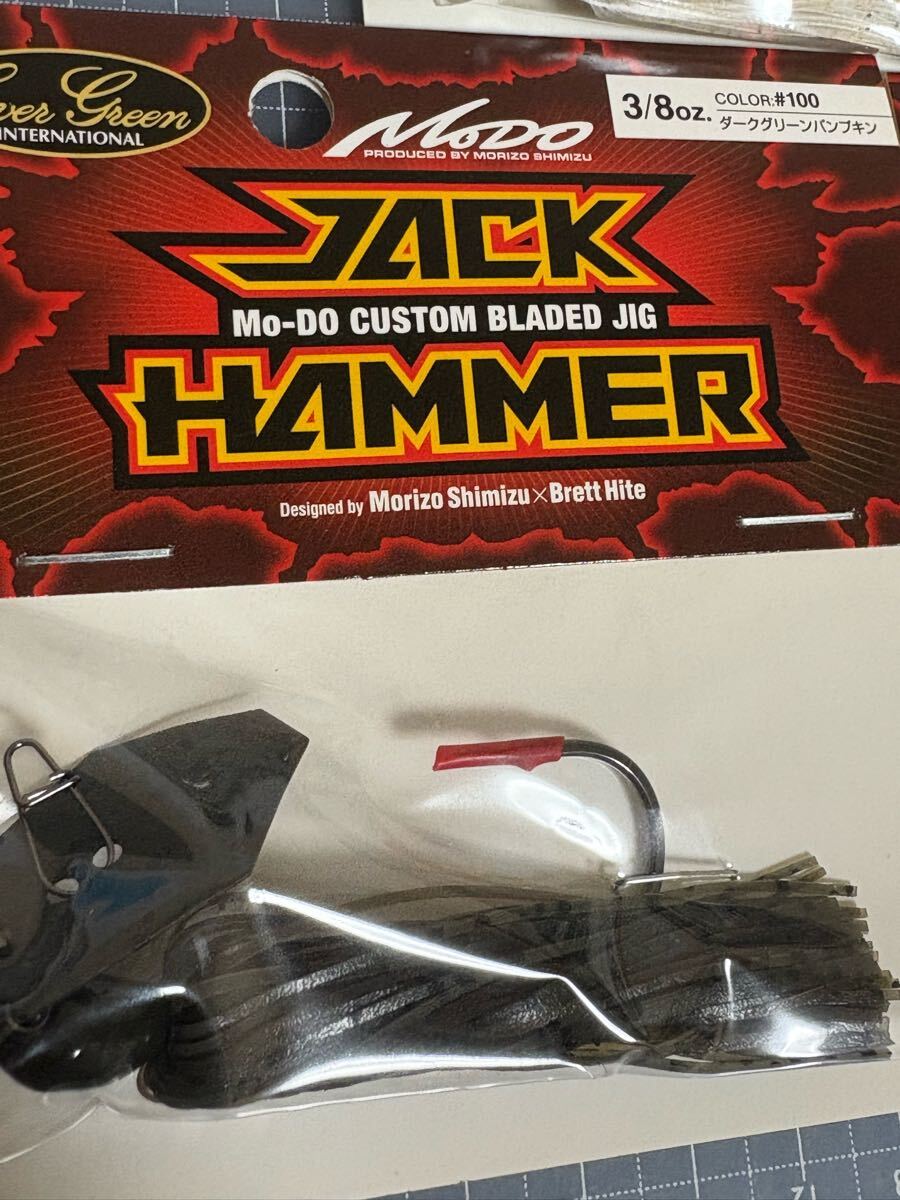 Ever Green
INTERNATIONAL
MoDO
PRODUCED BY MORIZO SHIMIZU
3/8oz.
COLOR:#100
ダークグリーンパンプキン
JACK
Mo-DO CUSTOM BLADED JIG
HAMMER
Designed by Morizo Shimizu×Brett Hite